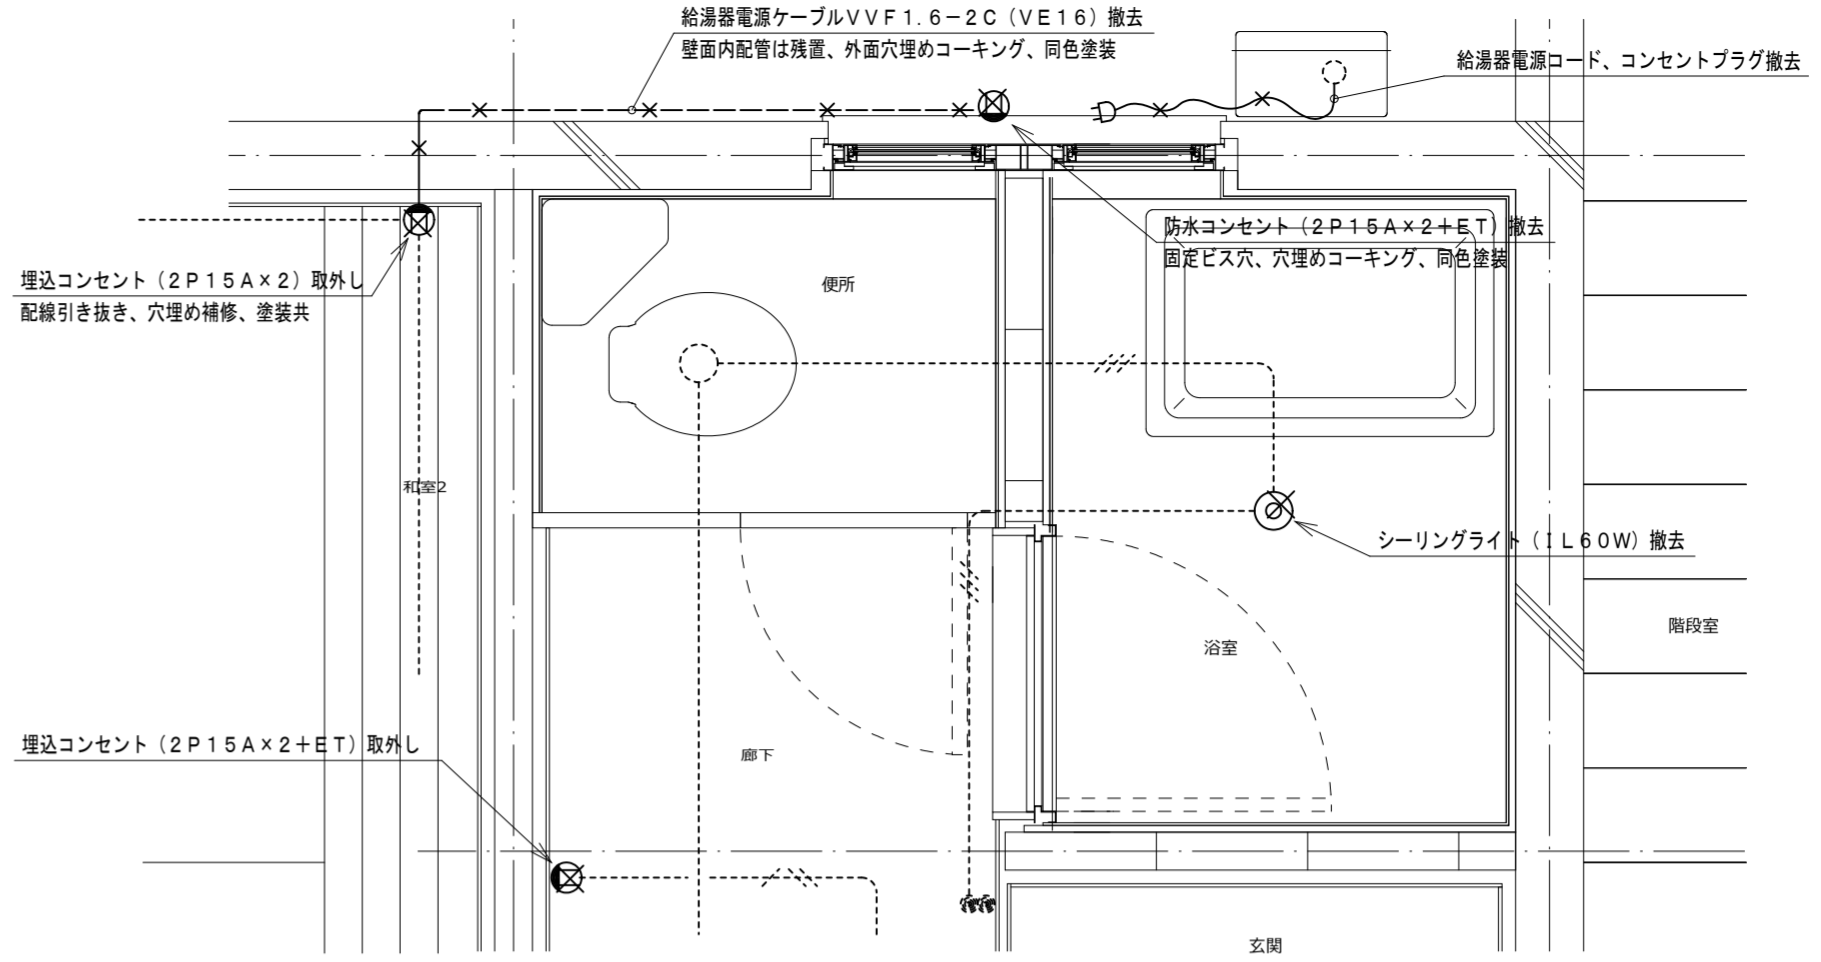 給湯器電源ケーブルVVF1.6-2C(VE16)撤去
壁面内配管は残置、外面穴埋めコーキング、同色塗装
給湯器電源コード、コンセントプラグ撤去
防水コンセント(2P15A×2+ET)撤去
固定ビス穴、穴埋めコーキング、同色塗装
埋込コンセント(2P15A×2)取外し
配線引き抜き、穴埋め補修、塗装共
便所
和室2
シーリングライト(IL60W)撤去
階段室
浴室
埋込コンセント(2P15A×2+ET)取外し
廊下
玄関